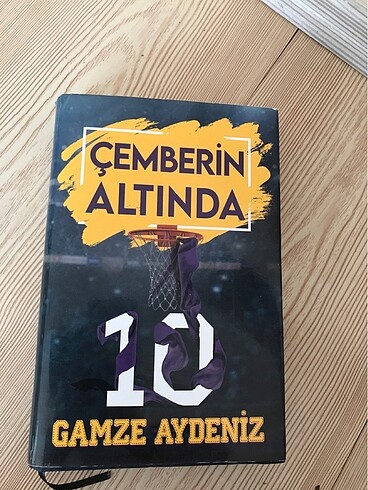 ÇEMBERİN
ALTINDA
10
GAMZE AYDENİZ